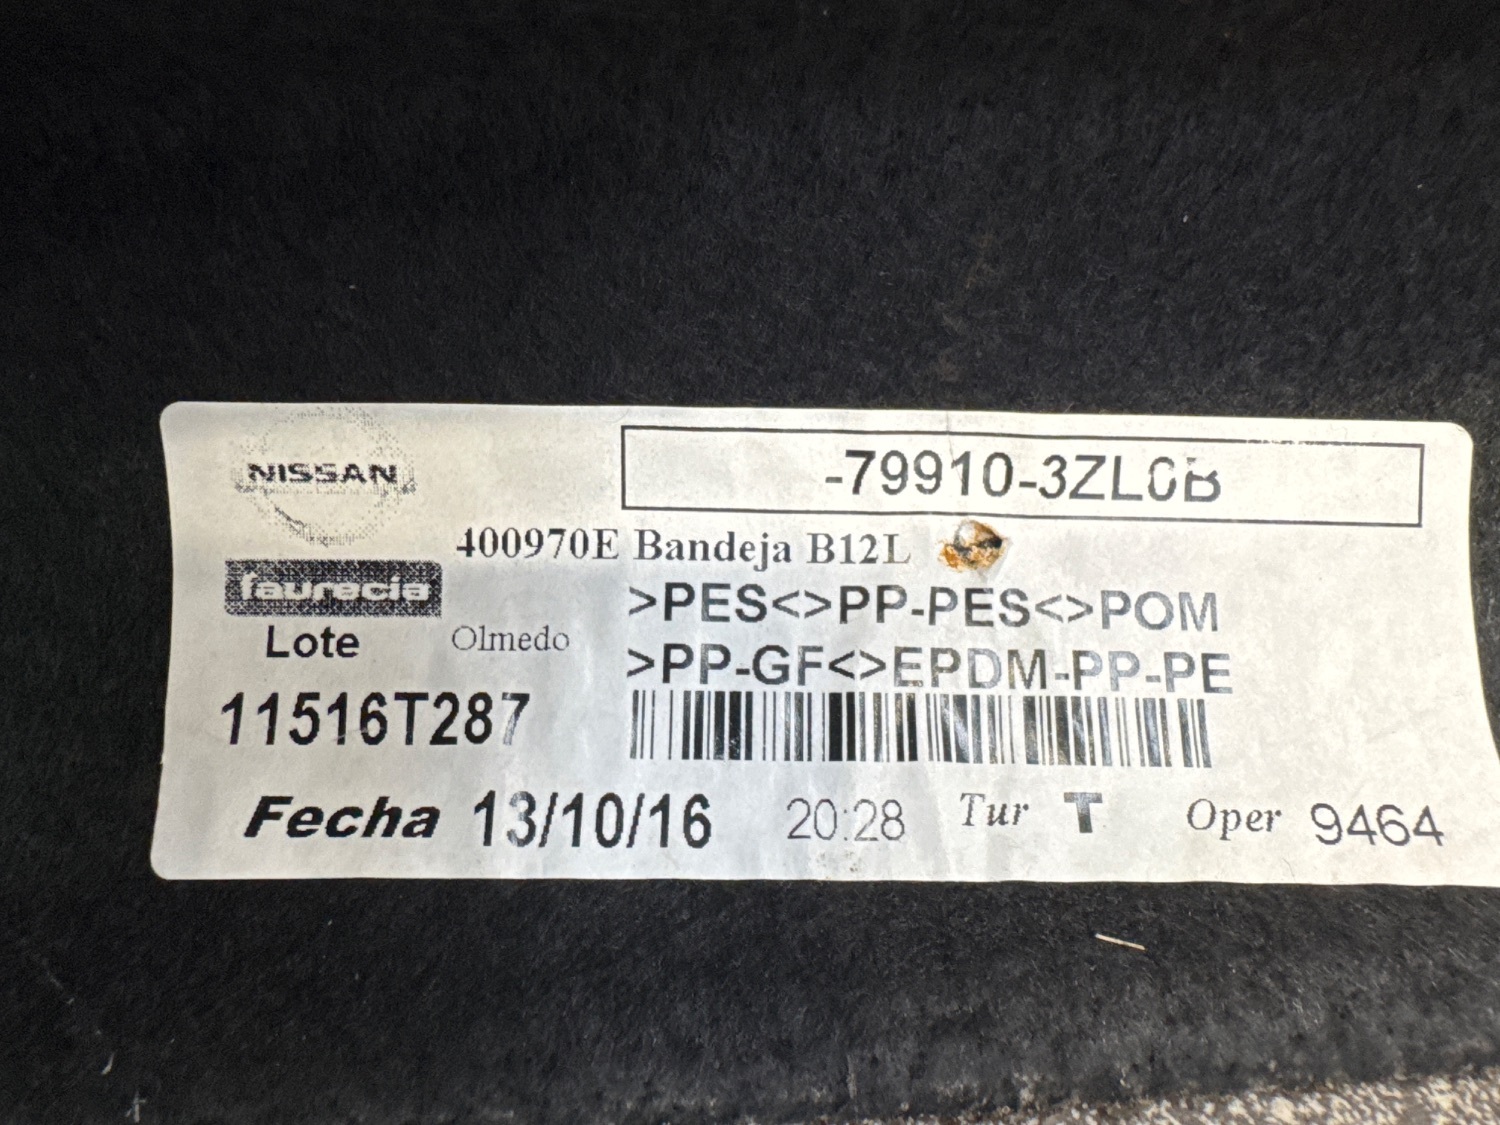 NISSAN
-79910-3ZL0B
400970E Bandeja B12L
faurecia
>PES<>PP-PES<>POM
Lote
Olmedo
>PP-GF<>EPDM-PP-PE
11516T287
Fecha 13/10/16 20:28 Tur T Oper 9464